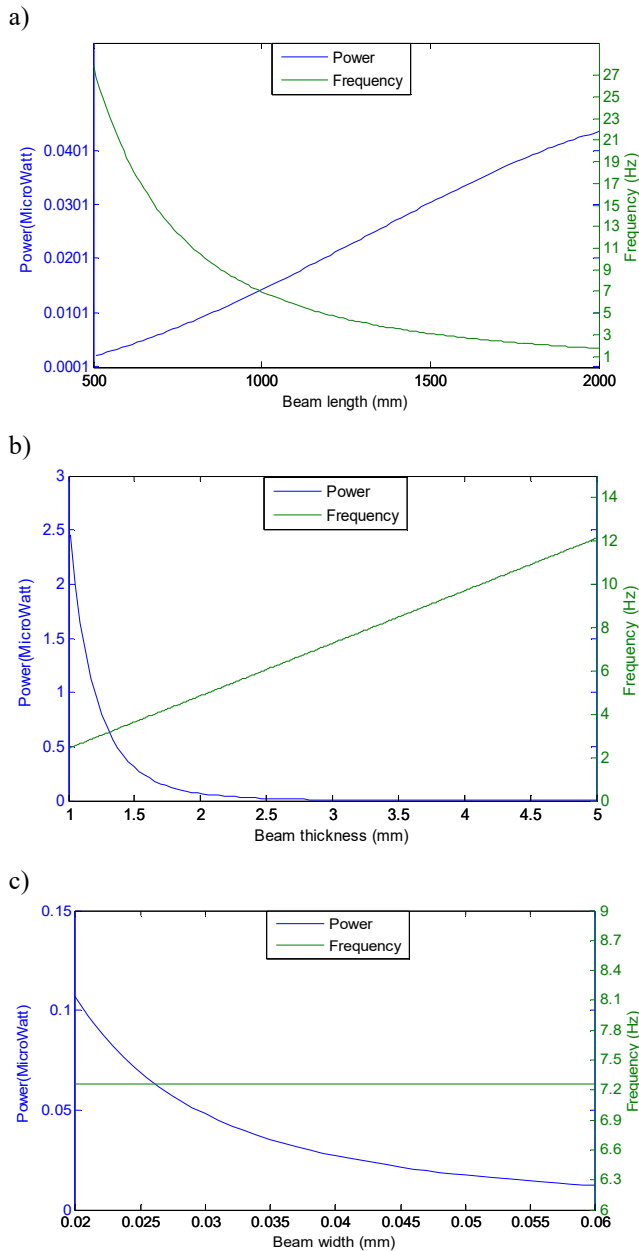 a)
Power
Frequency
Power(MicroWatt)
0.0401
0.0301
0.0201
0.0101
0.0001
27
25
23
21
19
17
15
13
11
9
7
5
3
1
Frequency (Hz)
500 1000 1500 2000
Beam length (mm)
b)
Power
Frequency
Power(MicroWatt)
3
2.5
2
1.5
1
0.5
0
14
12
10
8
6
4
2
0
Frequency (Hz)
1 1.5 2 2.5 3 3.5 4 4.5 5
Beam thickness (mm)
c)
Power
Frequency
Power(MicroWatt)
0.15
0.1
0.05
0
9
8.7
8.4
8.1
7.8
7.5
7.2
6.9
6.6
6.3
6
Frequency (Hz)
0.02 0.025 0.03 0.035 0.04 0.045 0.05 0.055 0.06
Beam width (mm)